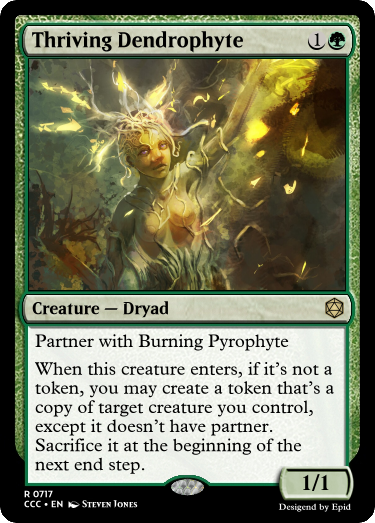 Thriving Dendrophyte 1
Creature — Dryad
Partner with Burning Pyrophyte
When this creature enters, if it's not a
token, you may create a token that's a
copy of target creature you control,
except it doesn't have partner.
Sacrifice it at the beginning of the
next end step.
1/1
R 0717
CCC • EN STEVEN JONES
Desigend by Epid